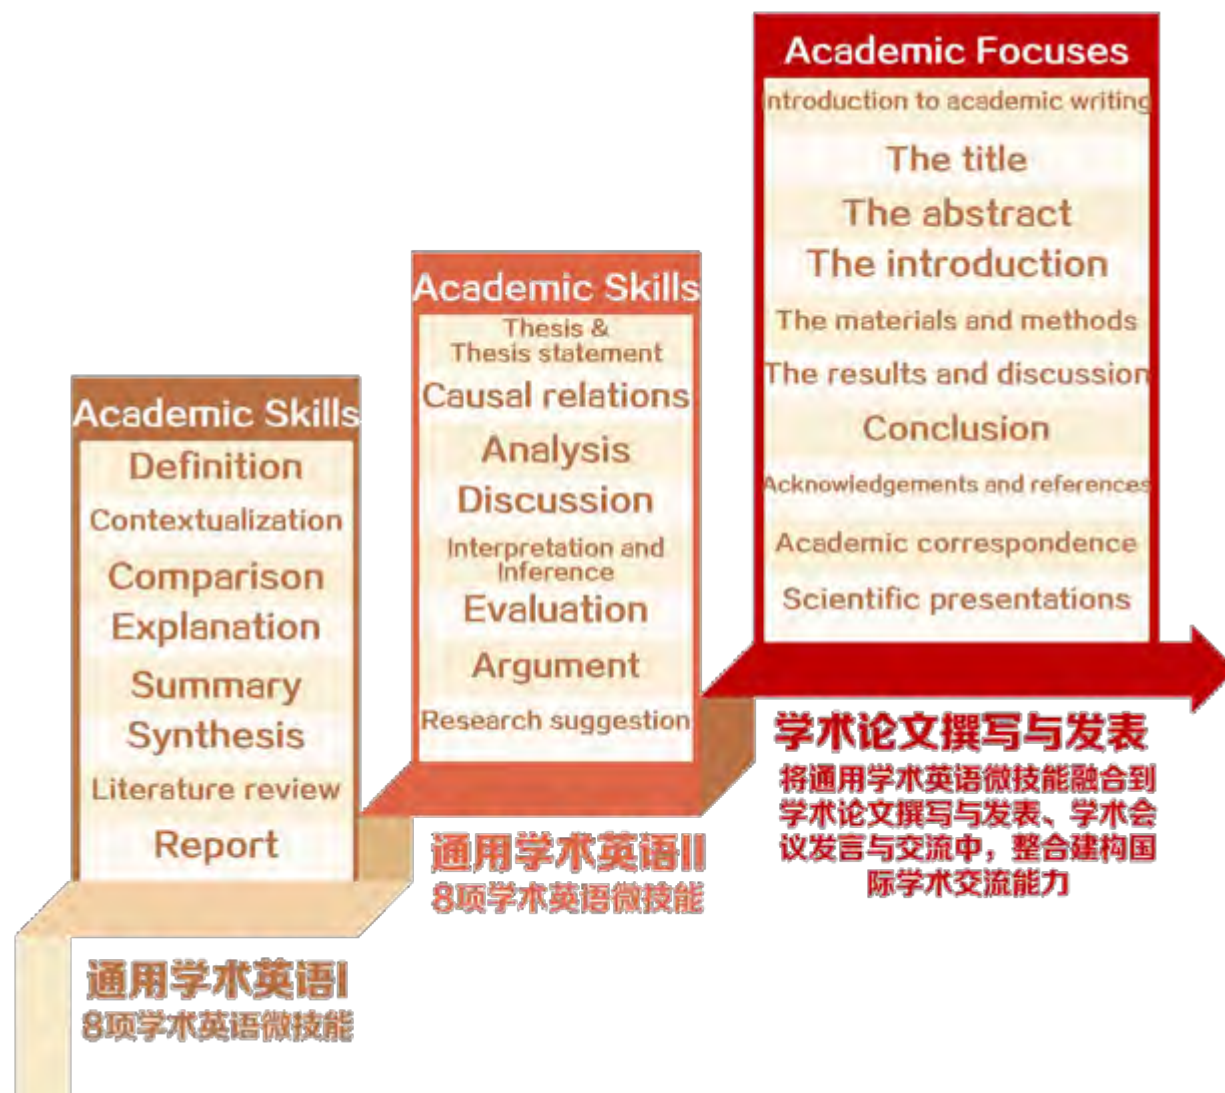 Academic Skills
Definition
Contextualization
Comparison
Explanation
Summary
Synthesis
Literature review
Report
通用学术英语I
8项学术英语微技能
Academic Skills
Thesis &
Thesis statement
Causal relations
Analysis
Discussion
Interpretation and
Inference
Evaluation
Argument
Research suggestion
通用学术英语II
8项学术英语微技能
Academic Focuses
Introduction to academic writing
The title
The abstract
The introduction
The materials and methods
The results and discussion
Conclusion
Acknowledgements and references
Academic correspondence
Scientific presentations
学术论文撰写与发表
将通用学术英语微技能融合到
学术论文撰写与发表、学术会
议发言与交流中，整合建构国
际学术交流能力